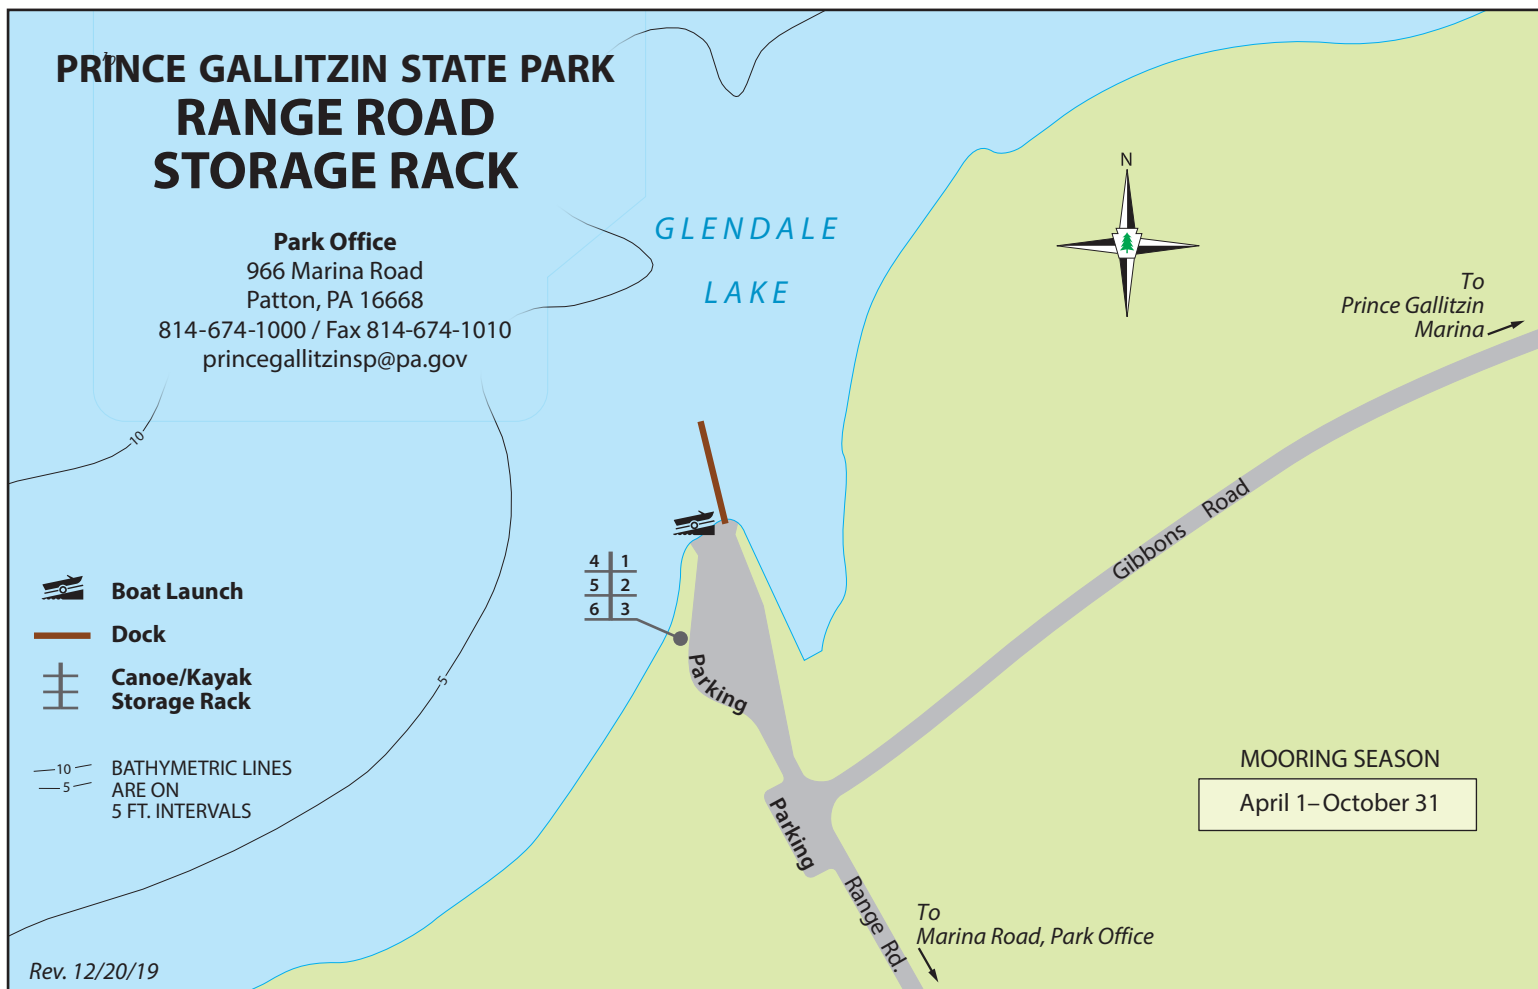 PRINCE GALLITZIN STATE PARK
RANGE ROAD
STORAGE RACK
Park Office
966 Marina Road
Patton, PA 16668
814-674-1000 / Fax 814-674-1010
princegallitzinsp@pa.gov
GLENDALE
LAKE
N
To
Prince Gallitzin
Marina
10
5
Gibbons Road
4 1
5 2
6 3
Boat Launch
Dock
Canoe/Kayak
Storage Rack
10
5
BATHYMETRIC LINES
ARE ON
5 FT. INTERVALS
Parking
Parking
Range Rd.
To
Marina Road, Park Office
MOORING SEASON
April 1–October 31
Rev. 12/20/19